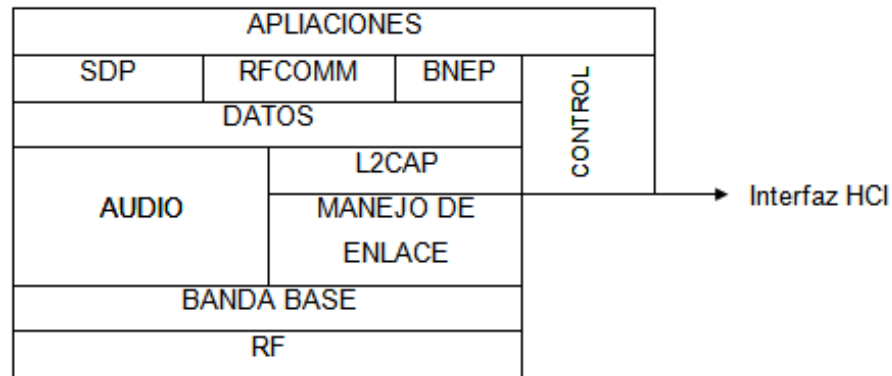 APLIACIONES
SDP
RFCOMM
BNEP
CONTROL
DATOS
L2CAP
AUDIO
MANEJO DE
ENLACE
Interfaz HCI
BANDA BASE
RF